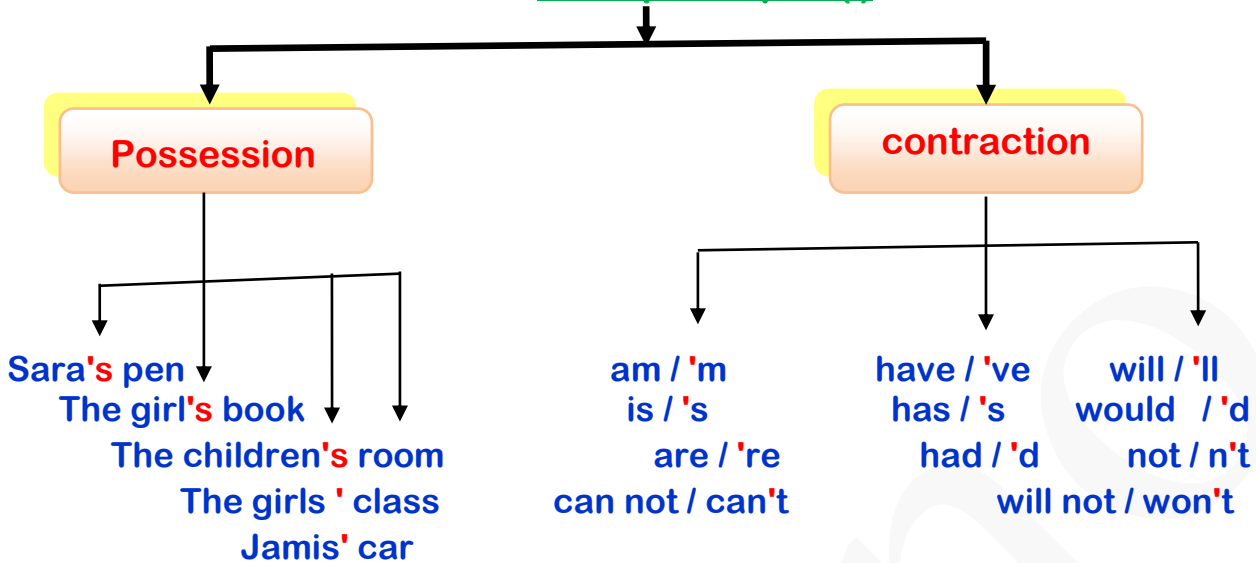 Possession
contraction
Sara's pen
The girl's book
The children's room
The girls ' class
Jamis' car
am / 'm
is / 's
are / 're
can not / can't
have / 've
has / 's
had / 'd
will / 'll
would / 'd
not / n't
will not / won't